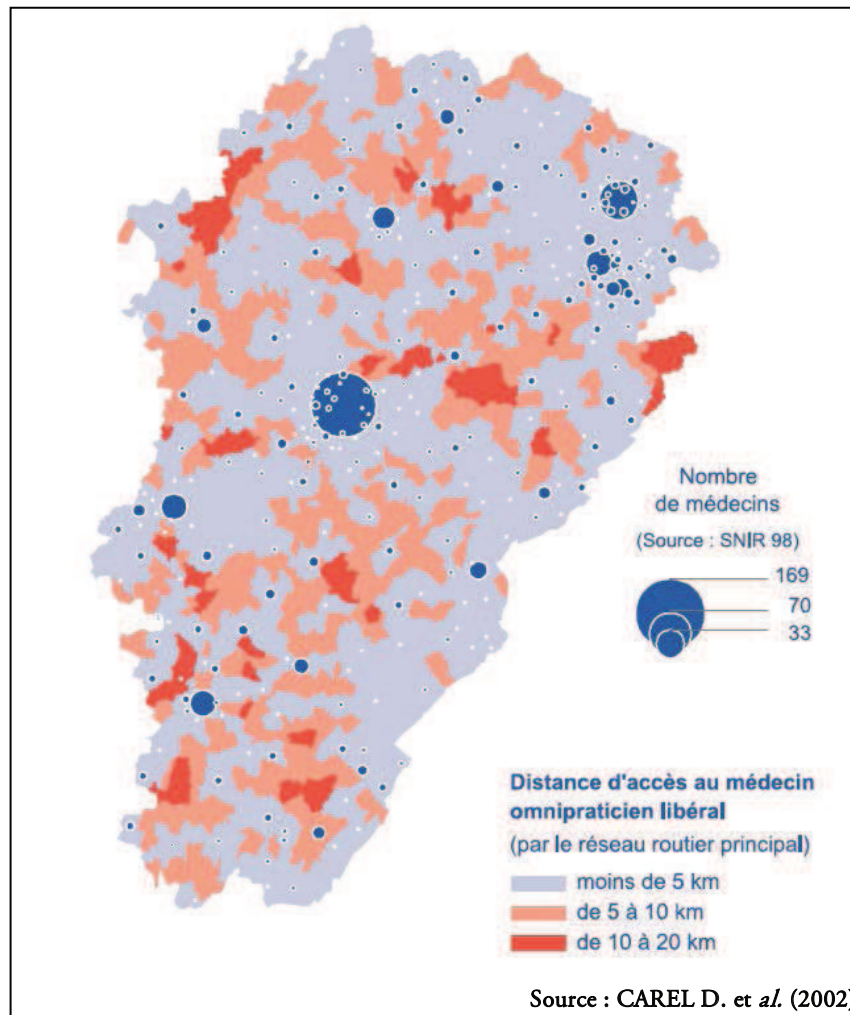 Nombre
de médecins
(Source : SNIR 98)
169
70
33
Distance d'accès au médecin
omnipraticien libéral
(par le réseau routier principal)
moins de 5 km
de 5 à 10 km
de 10 à 20 km
Source : CAREL D. et al. (2002)